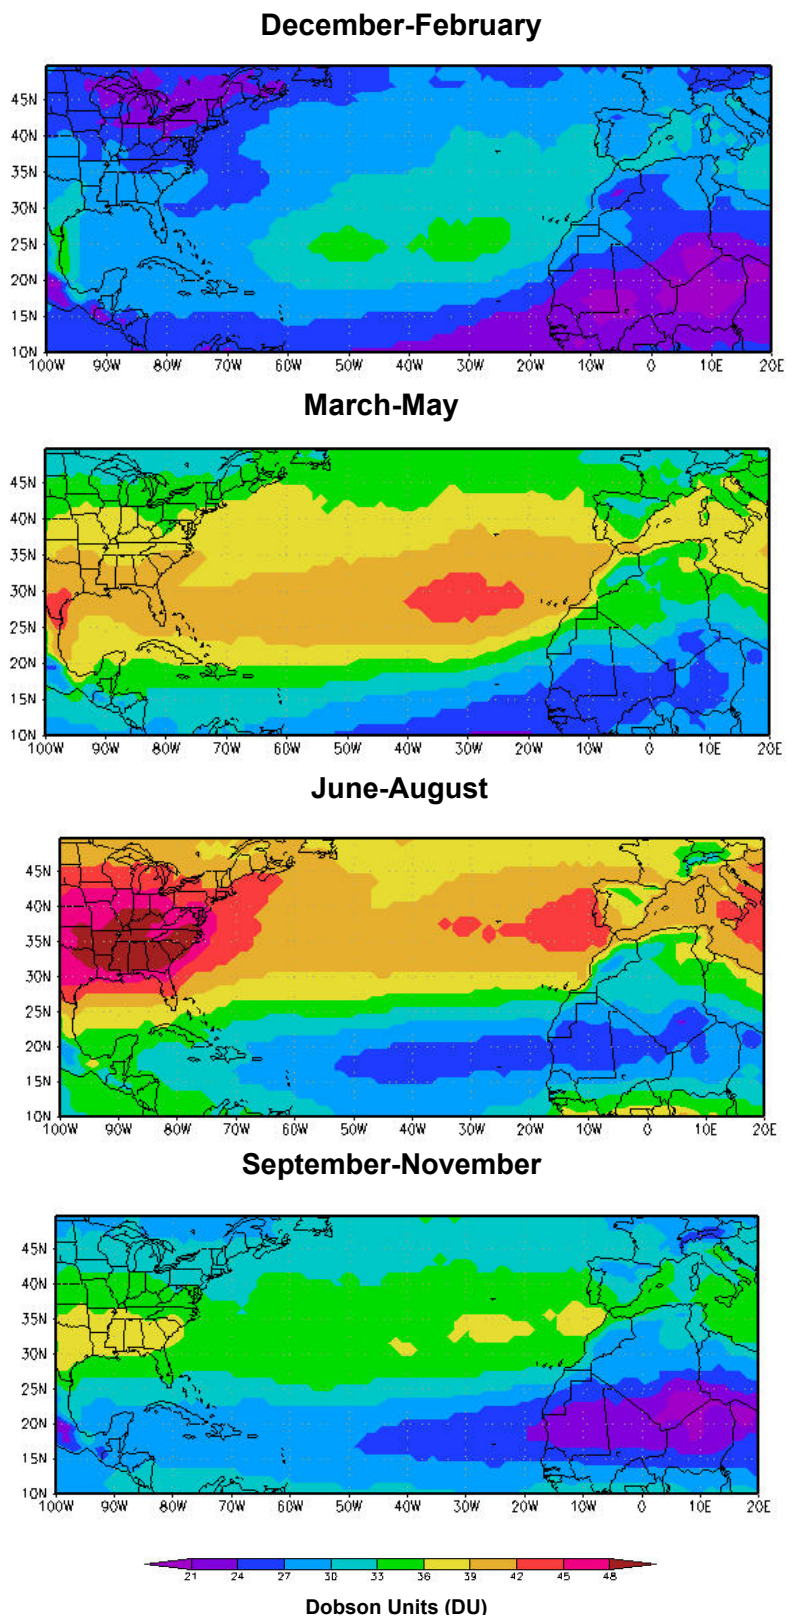 December-February
45N
40N
35N
30N
25N
20N
15N
10N
100W 90W 80W 70W 60W 50W 40W 30W 20W 10W 0 10E 20E
March-May
45N
40N
35N
30N
25N
20N
15N
10N
100W 90W 80W 70W 60W 50W 40W 30W 20W 10W 0 10E 20E
June-August
45N
40N
35N
30N
25N
20N
15N
10N
100W 90W 80W 70W 60W 50W 40W 30W 20W 10W 0 10E 20E
September-November
45N
40N
35N
30N
25N
20N
15N
10N
100W 90W 80W 70W 60W 50W 40W 30W 20W 10W 0 10E 20E
21 24 27 30 33 36 39 42 45 48
Dobson Units (DU)